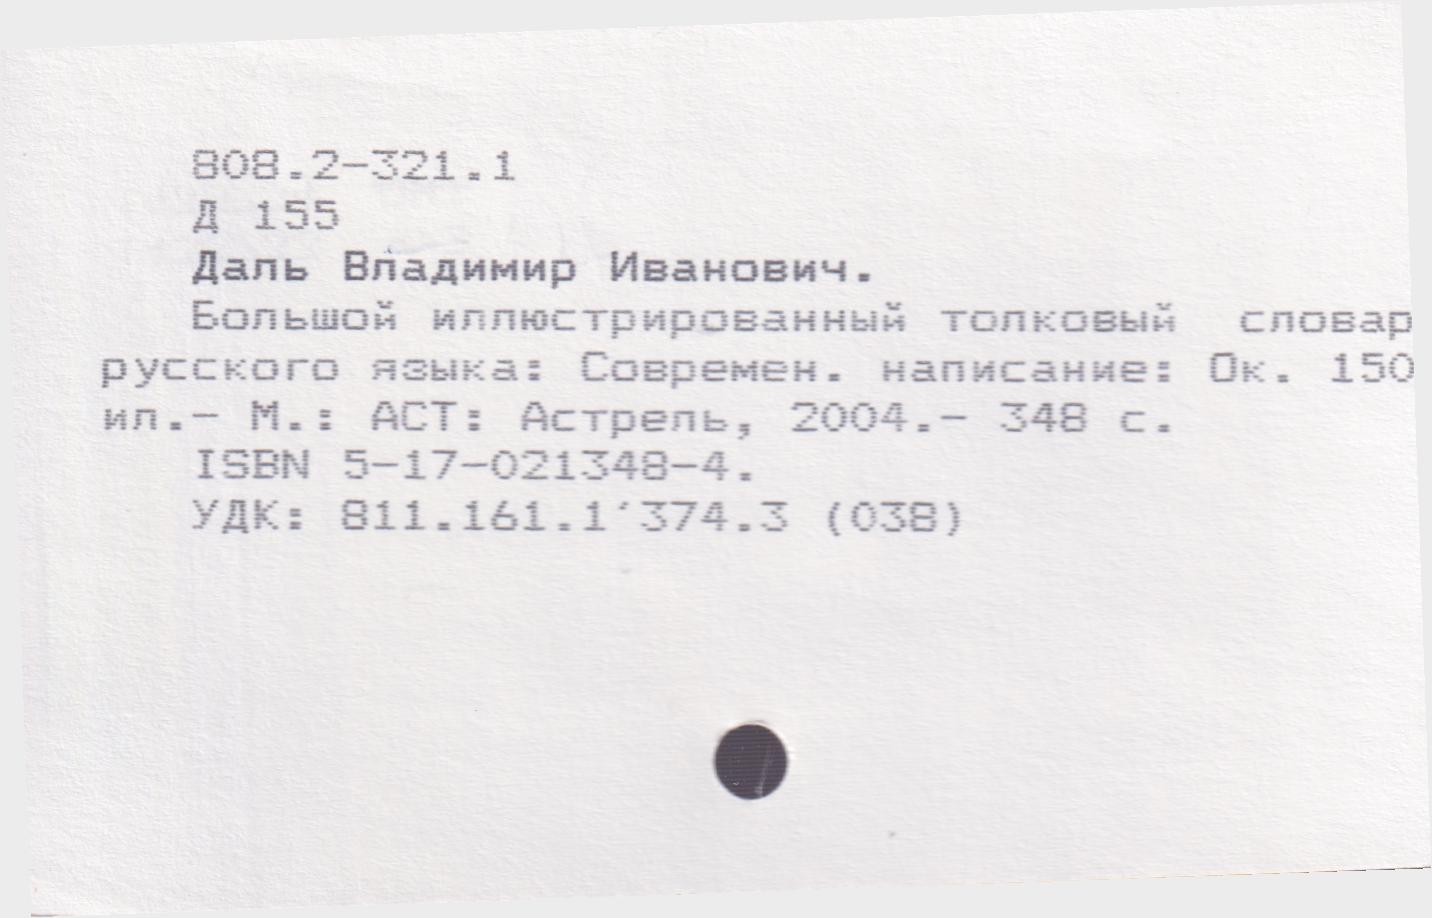 808.2-321.1
Д 155
Даль Владимир Иванович.
Большой иллюстрированный толковый словар
русского языка: Современ. написание: Ок. 150
ил.- М.: АСТ: Астрель, 2004.- 348 с.
ISBN 5-17-021348-4.
УДК: 811.161.1´374.3 (038)